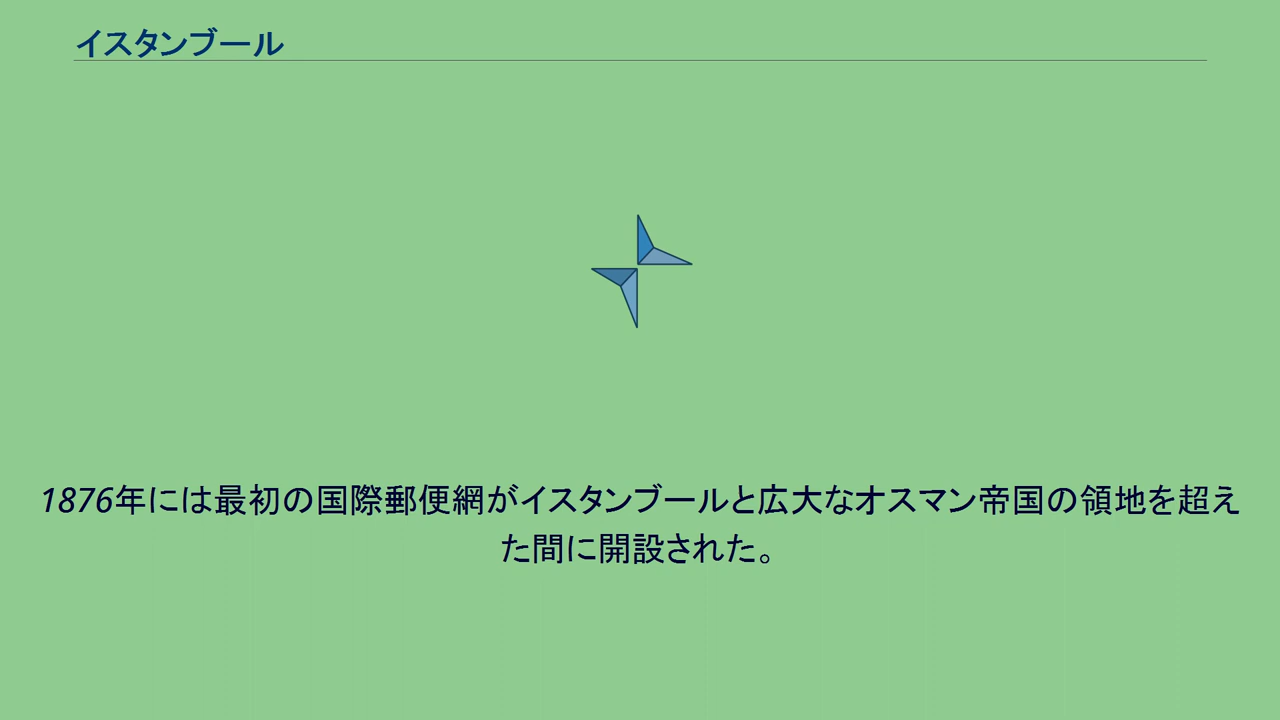 イスタンブール
1876年には最初の国際郵便網がイスタンブールと広大なオスマン帝国の領地を超え
た間に開設された。